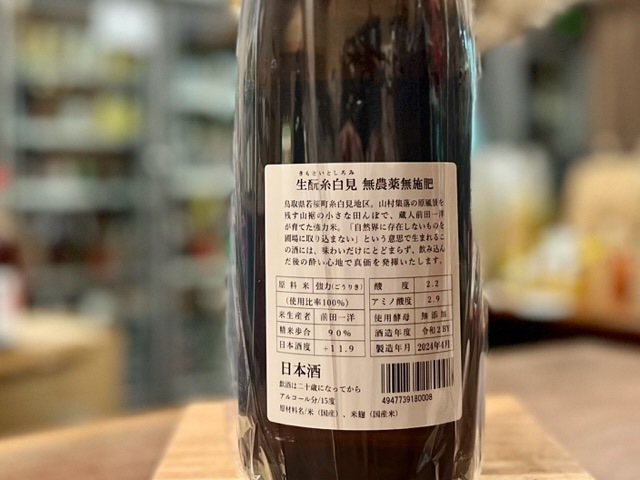 きもといとしろみ
生酛糸白見 無農薬無施肥
鳥取県若桜町糸白見地区。山村集落の原風景を
残す山裾の小さな田んぼで、蔵人前田一洋
が育てた強力米。「自然界に存在しないものを
圃場に取り込まない」という意思で生まれるこ
の酒は、味わいだけにとどまらず、飲み込ん
だ後の酔い心地で真価を発揮いたします。
原料米 強力(ごうりき) 酸度 2.2
(使用比率100%) アミノ酸度 2.9
米生産者 前田一洋 使用酵母 無添加
精米歩合 90% 酒造年度 令和2BY
日本酒度 +11.9 製造年月 2024年4月
日本酒
飲酒は二十歳になってから
アルコール分/15度
4947739180008
原材料名/米(国産)、米麹(国産米)